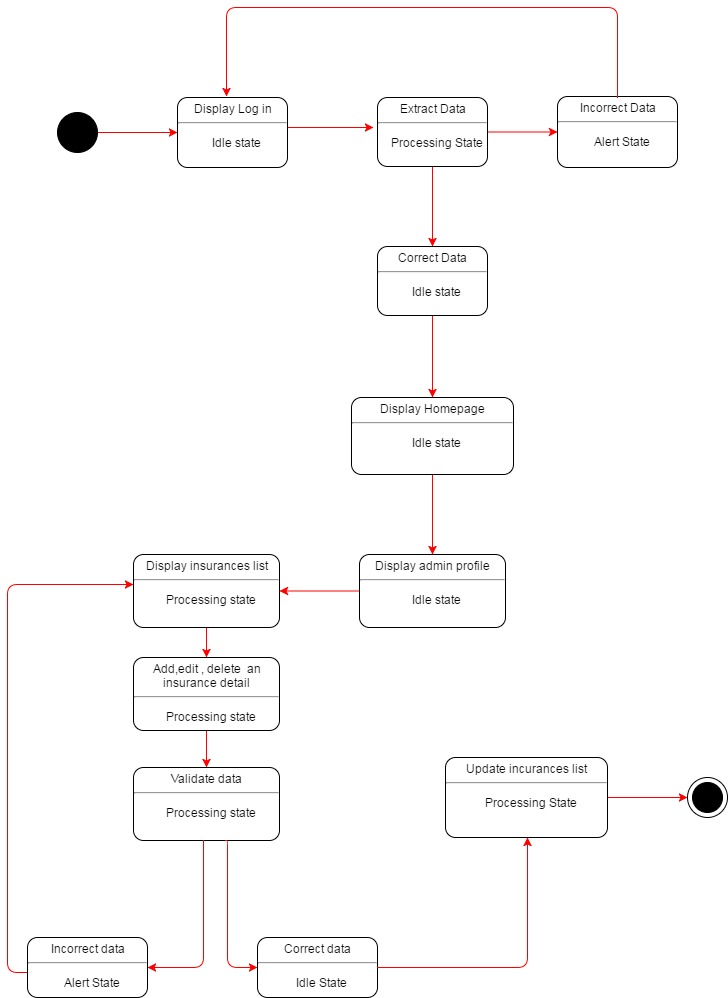 Display Log in
Idle state
Extract Data
Processing State
Incorrect Data
Alert State
Correct Data
Idle state
Display Homepage
Idle state
Display insurances list
Processing state
Display admin profile
Idle state
Add,edit , delete an
insurance detail
Processing state
Validate data
Processing state
Update incurances list
Processing State
Incorrect data
Alert State
Correct data
Idle State